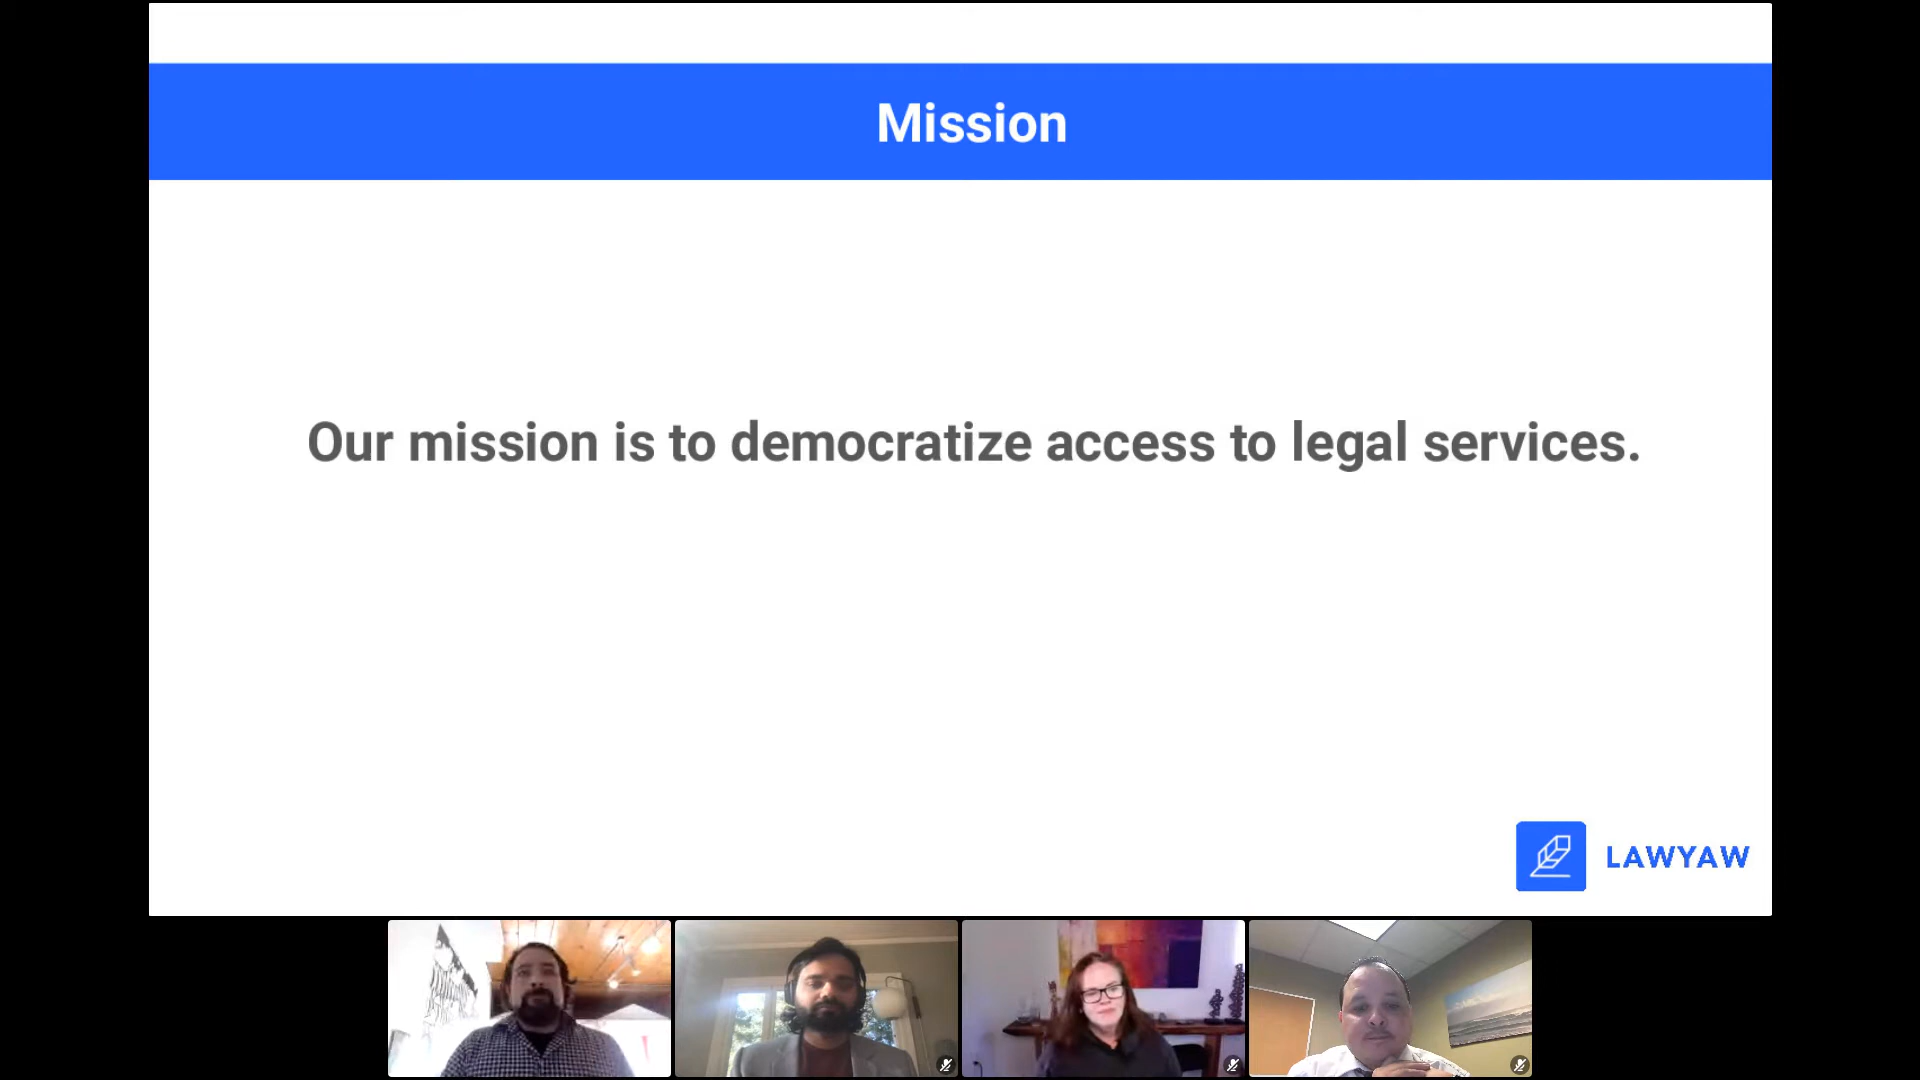 Mission
Our mission is to democratize access to legal services.
LAWYAW